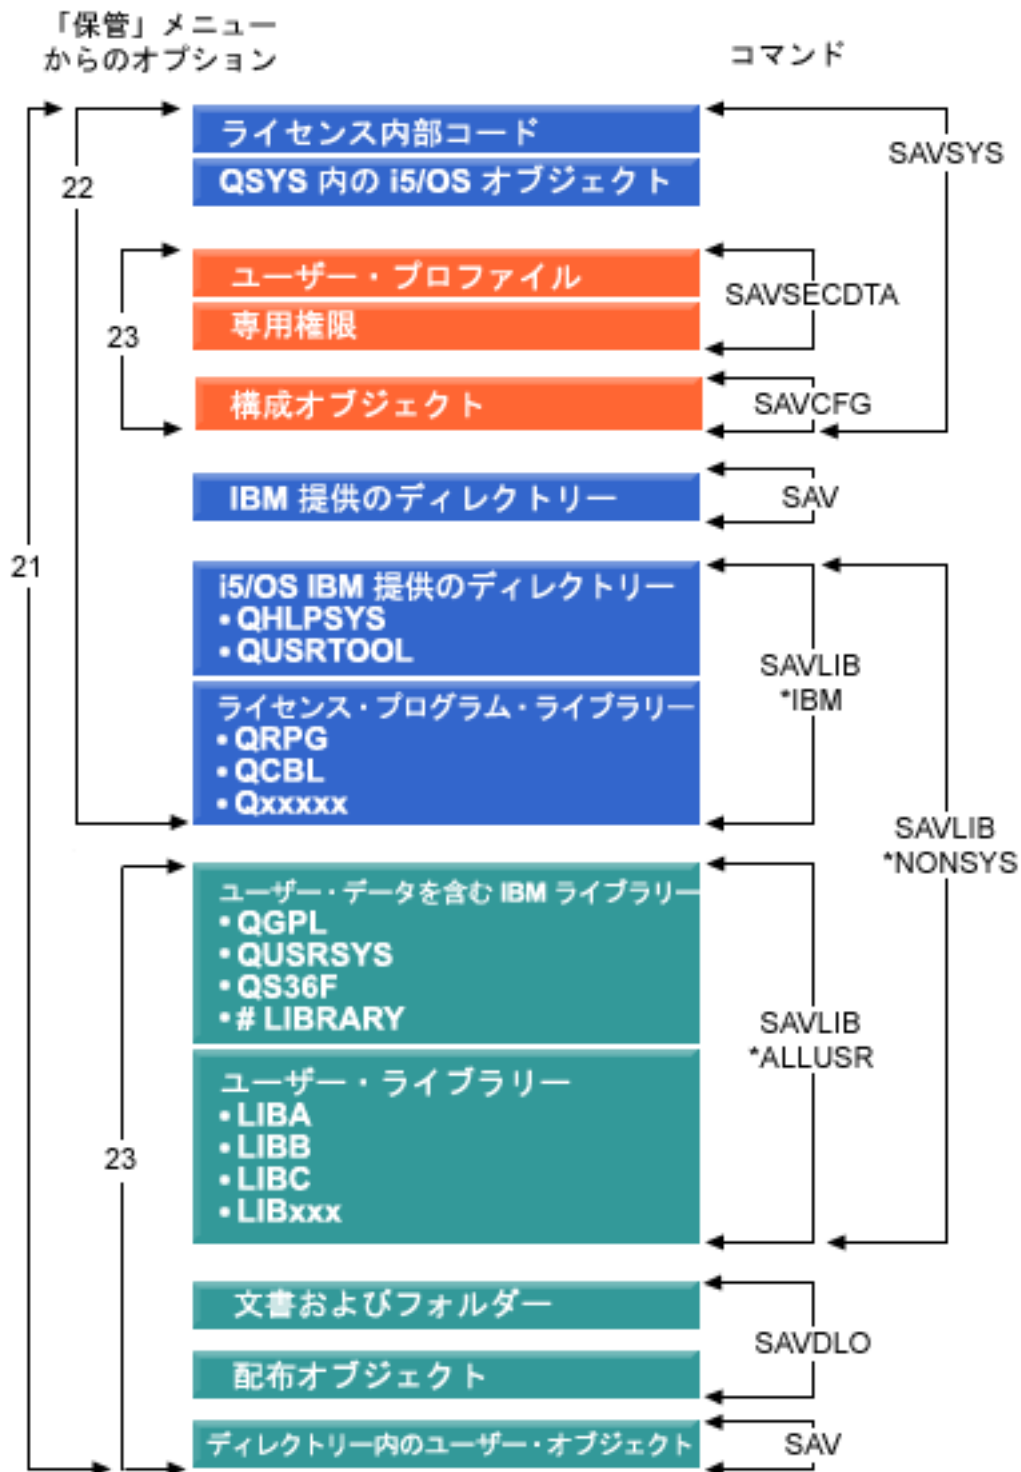 「保管」メニュー
からのオプション
コマンド
ライセンス内部コード
QSYS 内の i5/OS オブジェクト
SAVSYS
22
ユーザー・プロファイル
専用権限
SAVSECDTA
23
構成オブジェクト
SAVCFG
IBM 提供のディレクトリー
SAV
21
i5/OS IBM 提供のディレクトリー
• QHLPSYS
• QUSRTOOL
SAVLIB
*IBM
ライセンス・プログラム・ライブラリー
• QRPG
• QCBL
• Qxxxxx
SAVLIB
*NONSYS
ユーザー・データを含む IBM ライブラリー
• QGPL
• QUSRSYS
• QS36F
• # LIBRARY
SAVLIB
*ALLUSR
ユーザー・ライブラリー
• LIBA
• LIBB
• LIBC
• LIBxxx
23
文書およびフォルダー
SAVDLO
配布オブジェクト
ディレクトリー内のユーザー・オブジェクト
SAV